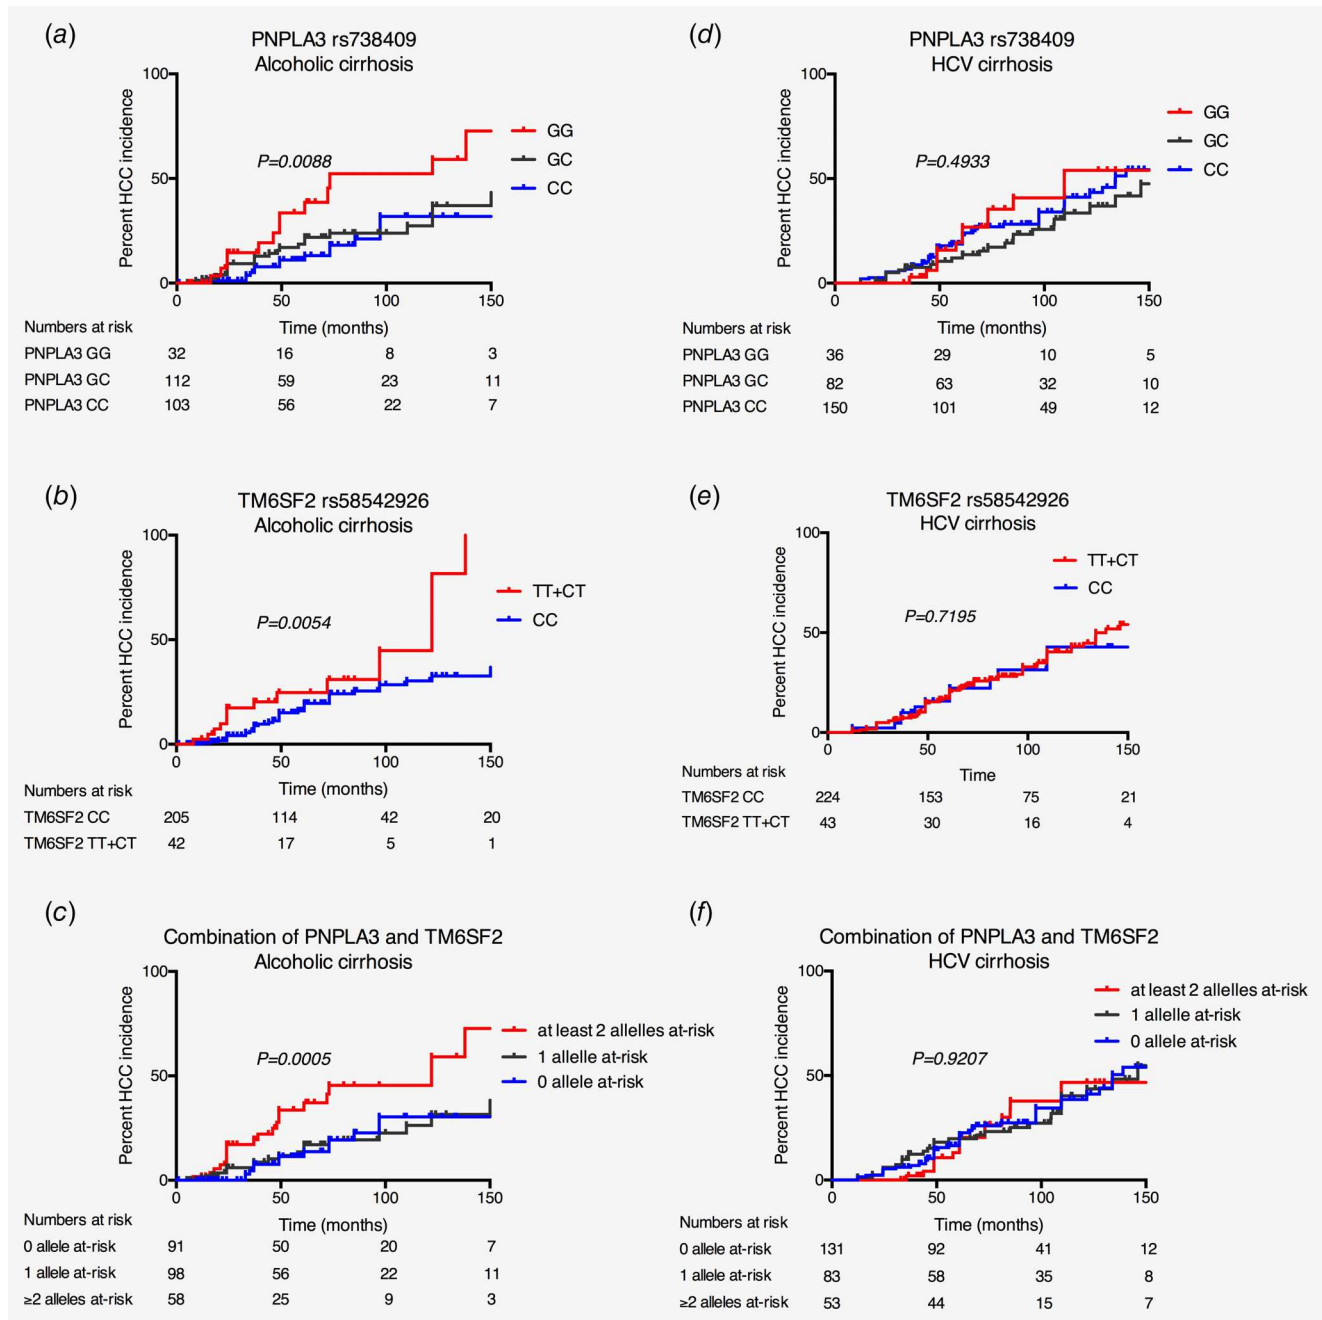 (a)
PNPLA3 rs738409
Alcoholic cirrhosis
Percent HCC incidence
100
50
0
P=0.0088
GG
GC
CC
0 50 100 150
Numbers at risk
Time (months)
PNPLA3 GG 32 16 8 3
PNPLA3 GC 112 59 23 11
PNPLA3 CC 103 56 22 7
(d)
PNPLA3 rs738409
HCV cirrhosis
Percent HCC incidence
100
50
0
P=0.4933
GG
GC
CC
0 50 100 150
Numbers at risk
Time (months)
PNPLA3 GG 36 29 10 5
PNPLA3 GC 82 63 32 10
PNPLA3 CC 150 101 49 12
(b)
TM6SF2 rs58542926
Alcoholic cirrhosis
Percent HCC incidence
100
50
0
P=0.0054
TT+CT
CC
0 50 100 150
Numbers at risk
Time (months)
TM6SF2 CC 205 114 42 20
TM6SF2 TT+CT 42 17 5 1
(e)
TM6SF2 rs58542926
HCV cirrhosis
Percent HCC incidence
100
50
0
P=0.7195
TT+CT
CC
0 50 100 150
Numbers at risk
Time
TM6SF2 CC 224 153 75 21
TM6SF2 TT+CT 43 30 16 4
(c)
Combination of PNPLA3 and TM6SF2
Alcoholic cirrhosis
Percent HCC incidence
100
50
0
P=0.0005
at least 2 allelles at-risk
1 allelle at-risk
0 allele at-risk
0 50 100 150
Numbers at risk
Time (months)
0 allele at-risk 91 50 20 7
1 allele at-risk 98 56 22 11
≥2 alleles at-risk 58 25 9 3
(f)
Combination of PNPLA3 and TM6SF2
HCV cirrhosis
Percent HCC incidence
100
50
0
P=0.9207
at least 2 allelles at-risk
1 allelle at-risk
0 allele at-risk
0 50 100 150
Numbers at risk
Time (months)
0 allele at-risk 131 92 41 12
1 allele at-risk 83 58 35 8
≥2 alleles at-risk 53 44 15 7